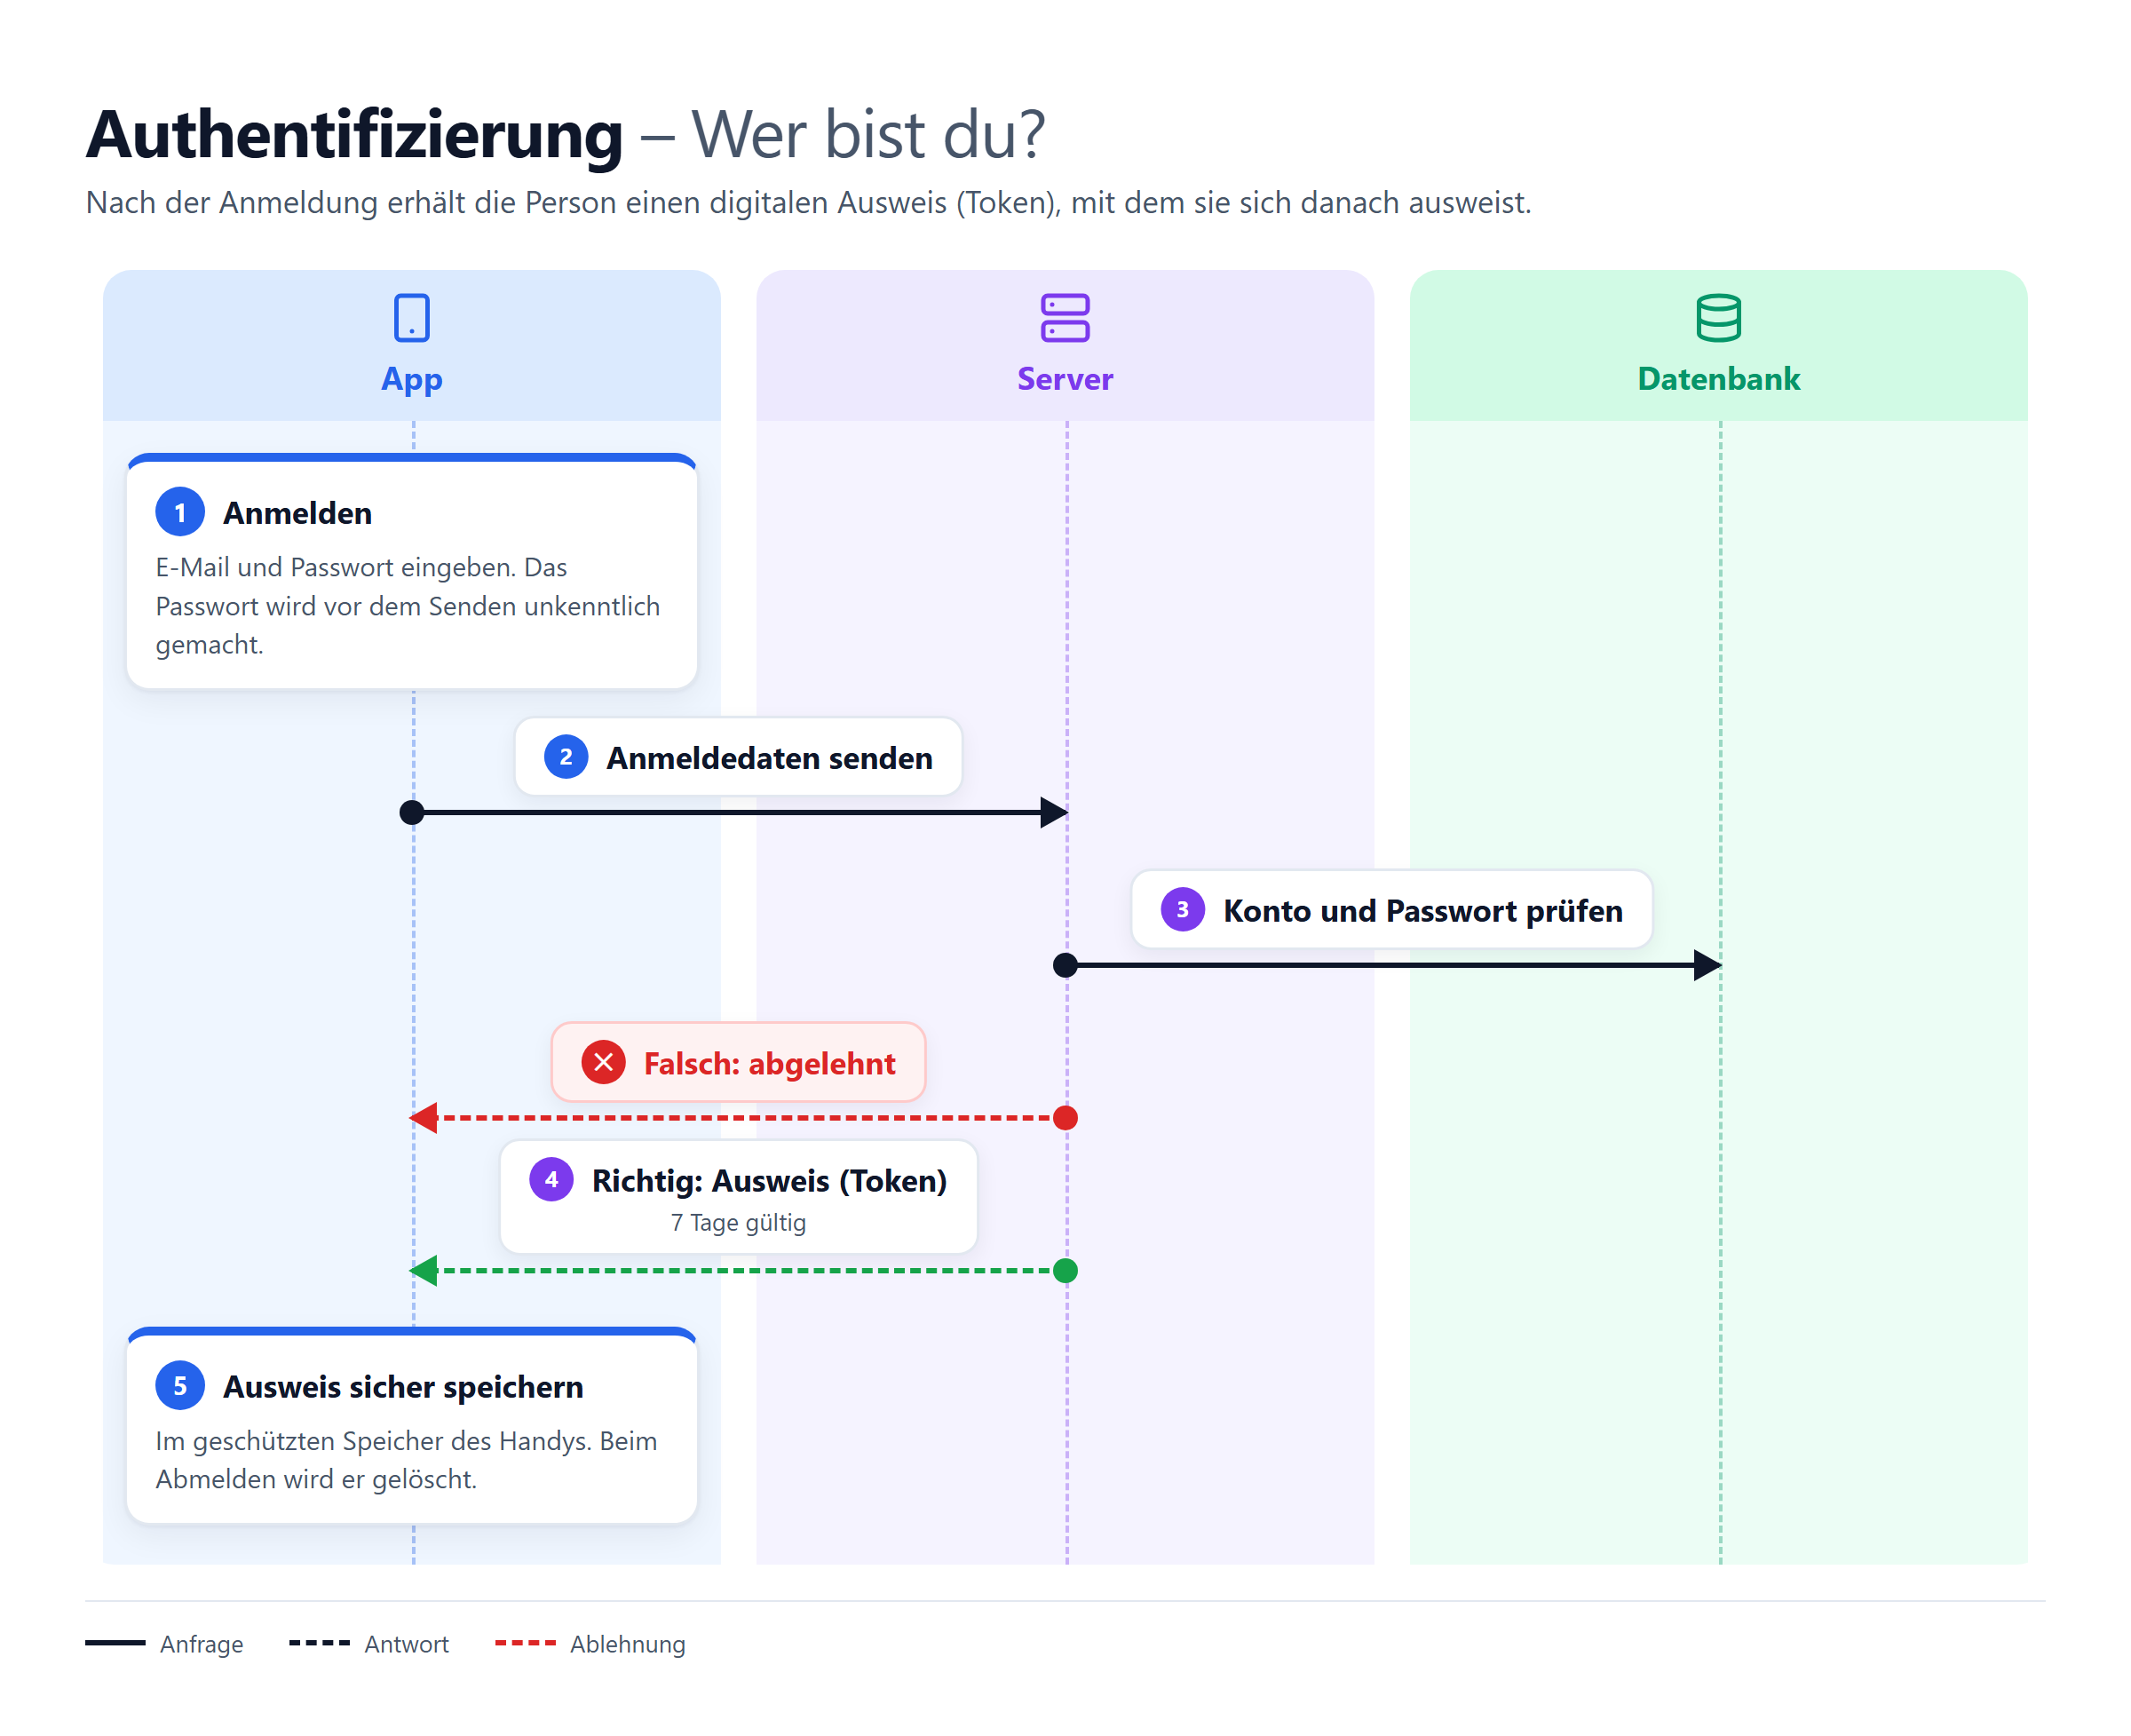 Authentifizierung – Wer bist du?
Nach der Anmeldung erhält die Person einen digitalen Ausweis (Token), mit dem sie sich danach ausweist.
App
Server
Datenbank
1 Anmelden
E-Mail und Passwort eingeben. Das
Passwort wird vor dem Senden unkenntlich
gemacht.
2 Anmeldedaten senden
3 Konto und Passwort prüfen
Falsch: abgelehnt
4 Richtig: Ausweis (Token)
7 Tage gültig
5 Ausweis sicher speichern
Im geschützten Speicher des Handys. Beim
Abmelden wird er gelöscht.
Anfrage
Antwort
Ablehnung